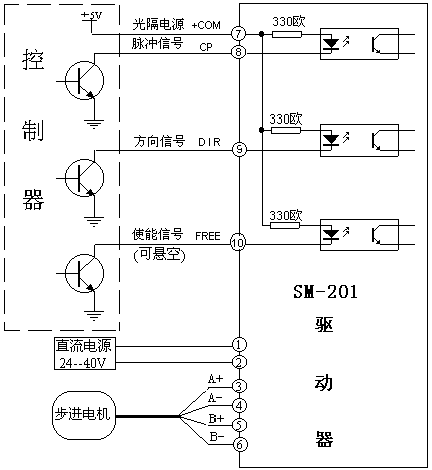 +5V
控
制
器
光隔电源 +COM ⑦
脉冲信号 CP ⑧
方向信号 DIR ⑨
使能信号 FREE ⑩
(可悬空)
330欧
330欧
330欧
SM-201
驱
动
器
直流电源
24--40V
①
②
步进电机
A+ ③
A- ④
B+ ⑤
B- ⑥